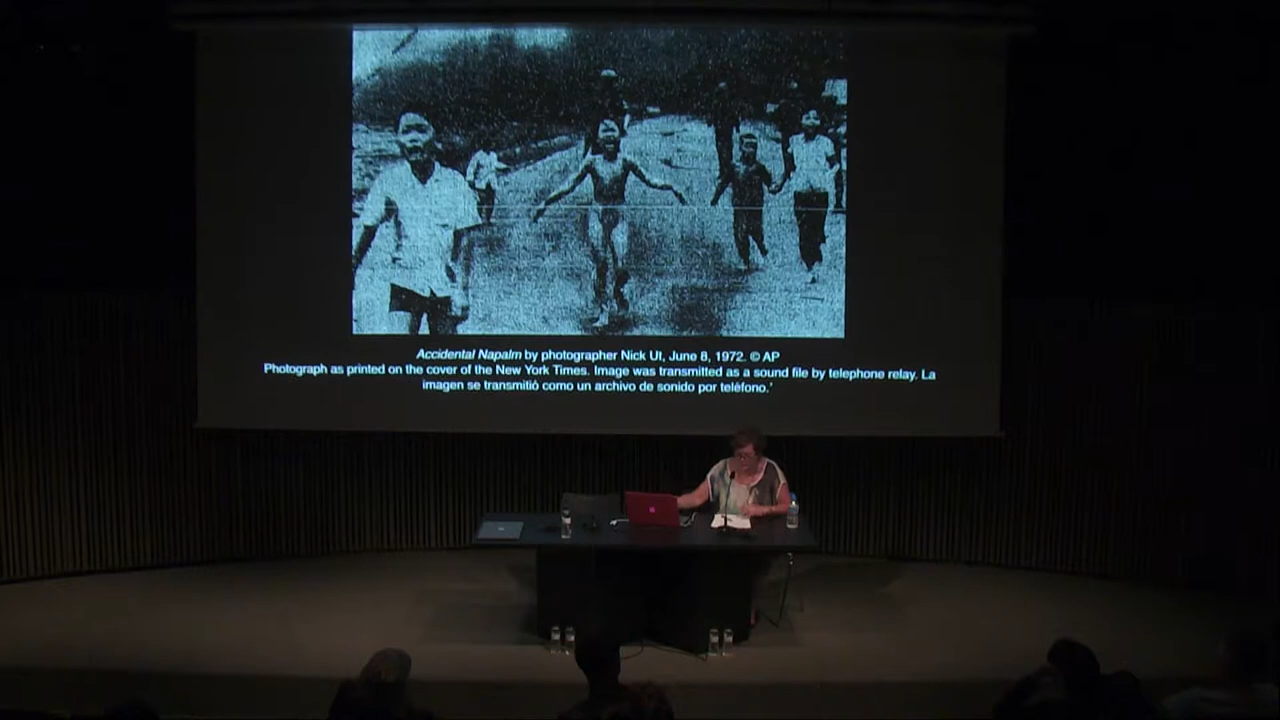 Accidental Napalm by photographer Nick Ut, June 8, 1972. © AP
Photograph as printed on the cover of the New York Times. Image was transmitted as a sound file by telephone relay. La
imagen se transmitió como un archivo de sonido por teléfono.'